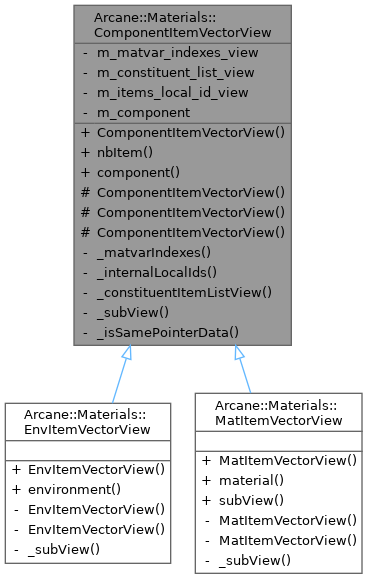 Arcane::Materials::
ComponentItemVectorView
- m_matvar_indexes_view
- m_constituent_list_view
- m_items_local_id_view
- m_component
+ ComponentItemVectorView()
+ nbItem()
+ component()
# ComponentItemVectorView()
# ComponentItemVectorView()
# ComponentItemVectorView()
- _matvarIndexes()
- _internalLocalIds()
- _constituentItemListView()
- _subView()
- _isSamePointerData()
Arcane::Materials::
EnvItemVectorView
+ EnvItemVectorView()
+ environment()
- EnvItemVectorView()
- EnvItemVectorView()
- _subView()
Arcane::Materials::
MatItemVectorView
+ MatItemVectorView()
+ material()
+ subView()
- MatItemVectorView()
- MatItemVectorView()
- _subView()